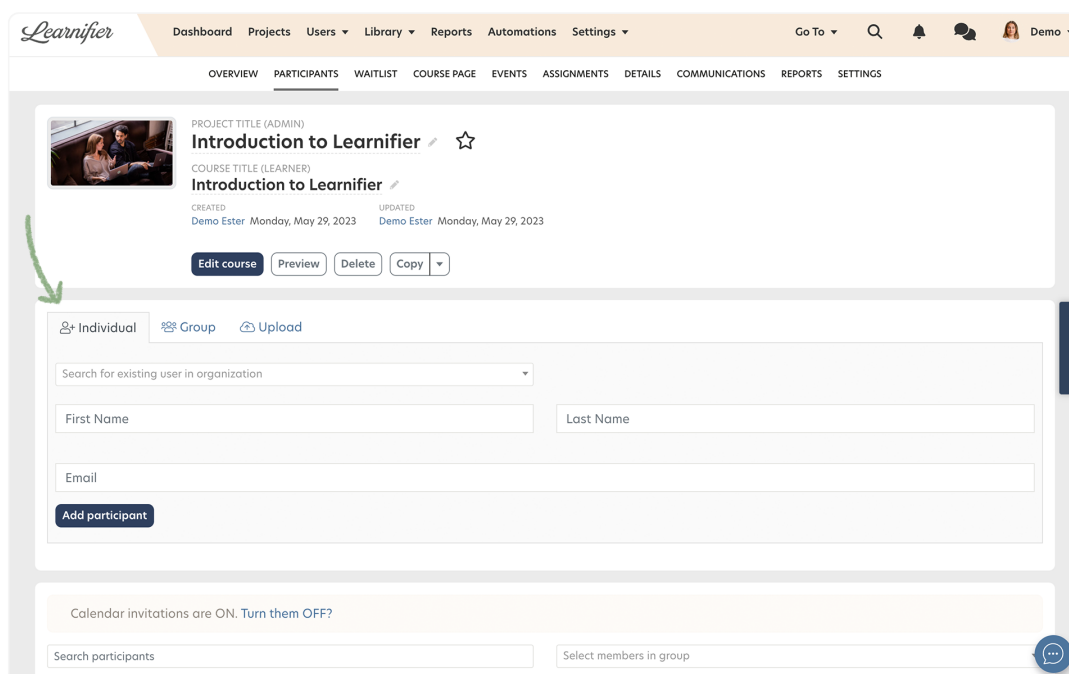 Learnifier Dashboard Projects Users Library Reports Automations Settings Go To Demo
OVERVIEW PARTICIPANTS WAITLIST COURSE PAGE EVENTS ASSIGNMENTS DETAILS COMMUNICATIONS REPORTS SETTINGS
PROJECT TITLE (ADMIN)
Introduction to Learnifier
COURSE TITLE (LEARNER)
Introduction to Learnifier
CREATED UPDATED
Demo Ester Monday, May 29, 2023 Demo Ester Monday, May 29, 2023
Edit course Preview Delete Copy
Individual Group Upload
Search for existing user in organization
First Name Last Name
Email
Add participant
Calendar invitations are ON. Turn them OFF?
Search participants Select members in group